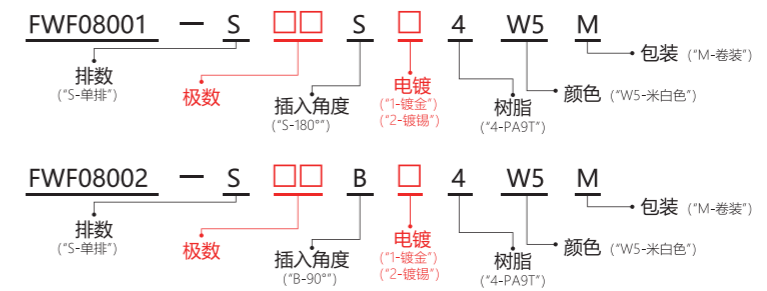 FWF08001 － S □□ S □ 4 W5 M
包装 (“M-卷装”)
排数
(“S-单排”)
极数
插入角度
(“S-180°”)
电镀
(“1-镀金”)
(“2-镀锡”)
树脂
(“4-PA9T”)
颜色 (“W5-米白色”)
FWF08002 － S □□ B □ 4 W5 M
包装 (“M-卷装”)
排数
(“S-单排”)
极数
插入角度
(“B-90°”)
电镀
(“1-镀金”)
(“2-镀锡”)
树脂
(“4-PA9T”)
颜色 (“W5-米白色”)